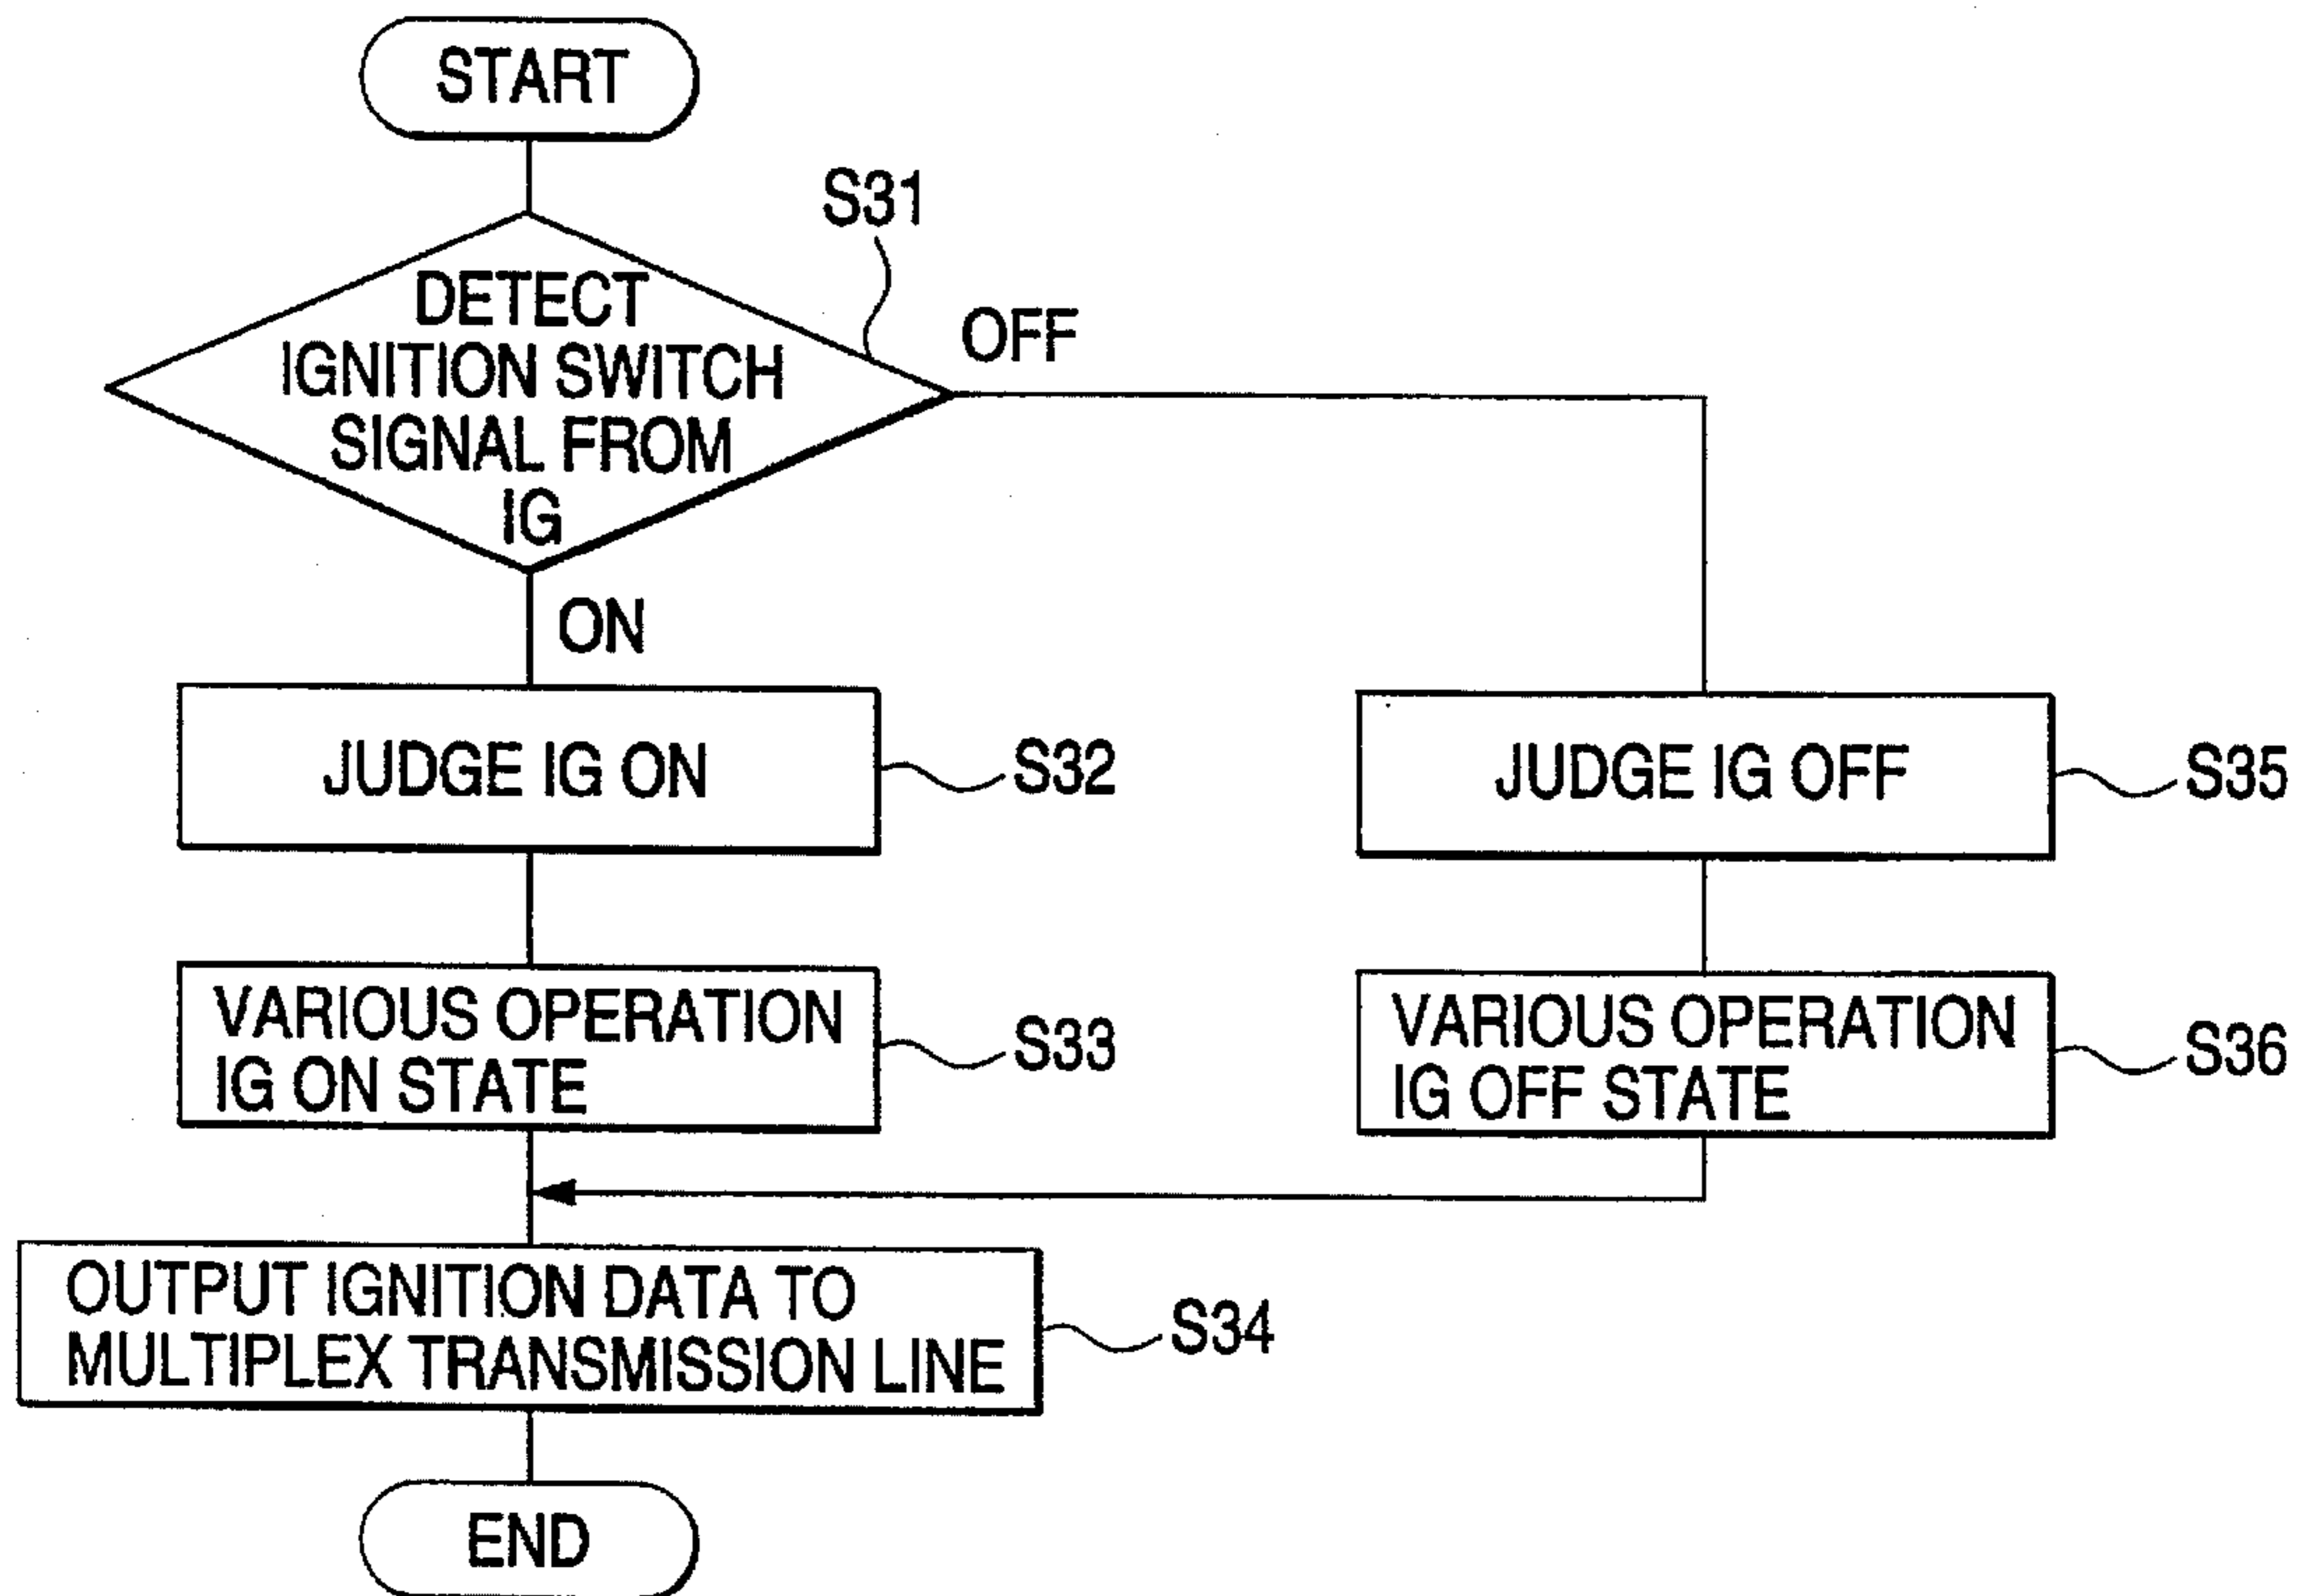 START
S31
DETECT
IGNITION SWITCH
SIGNAL FROM
IG
OFF
ON
JUDGE IG ON
S32
JUDGE IG OFF
S35
VARIOUS OPERATION
IG ON STATE
S33
VARIOUS OPERATION
IG OFF STATE
S36
OUTPUT IGNITION DATA TO
MULTIPLEX TRANSMISSION LINE
S34
END